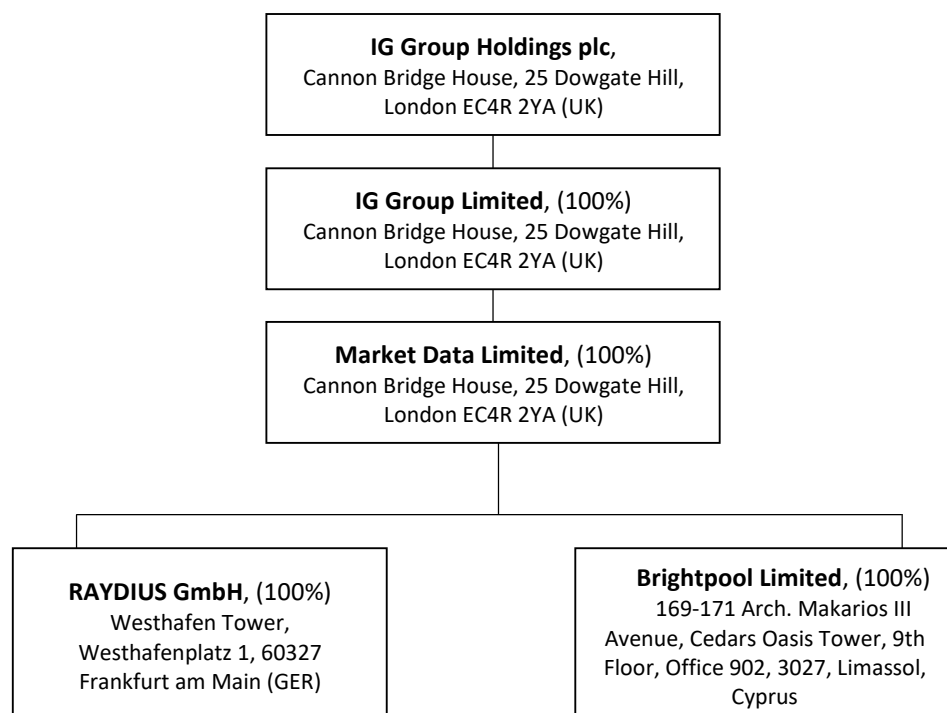 IG Group Holdings plc,
Cannon Bridge House, 25 Dowgate Hill,
London EC4R 2YA (UK)
IG Group Limited, (100%)
Cannon Bridge House, 25 Dowgate Hill,
London EC4R 2YA (UK)
Market Data Limited, (100%)
Cannon Bridge House, 25 Dowgate Hill,
London EC4R 2YA (UK)
RAYDIUS GmbH, (100%)
Westhafen Tower,
Westhafenplatz 1, 60327
Frankfurt am Main (GER)
Brightpool Limited, (100%)
169-171 Arch. Makarios III
Avenue, Cedars Oasis Tower, 9th
Floor, Office 902, 3027, Limassol,
Cyprus